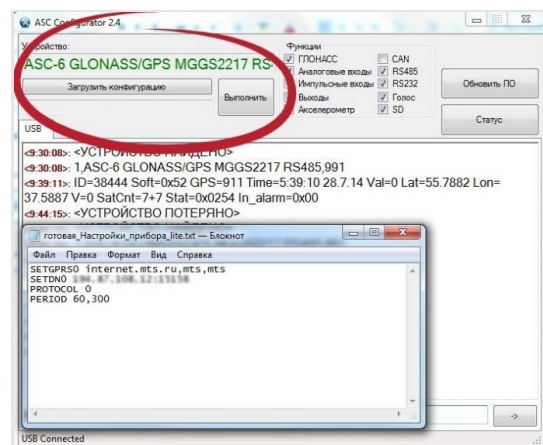 ASC Configurator 2.4
Устройство:
ASC-6 GLONASS/GPS MGGS2217 RS
Загрузить конфигурацию
Выполнить
Функции
ГЛОНАСС
CAN
Аналоговые входы
RS485
Импульсные входы
RS232
Выходы
Голос
Акселерометр
SD
Обновить ПО
Статус
USB
<9:30:08>: <УСТРОЙСТВО НАЙДЕНО>
<9:30:08>: 1,ASC-6 GLONASS/GPS MGGS2217 RS485,991
<9:39:11>: ID=38444 Soft=0x52 GPS=911 Time=5:39:10 28.7.14 Val=0 Lat=55.7882 Lon=
37.5887 V=0 SatCnt=7+7 Stat=0x0254 In_alarm=0x00
<9:44:15>: <УСТРОЙСТВО ПОТЕРЯНО>
готовая_Настройки_прибора_lite.txt — Блокнот
Файл Правка Формат Вид Справка
SETGPRS0 internet.mts.ru,mts,mts
SETDN0
PROTOCOL 0
PERIOD 60,300
->
USB Connected